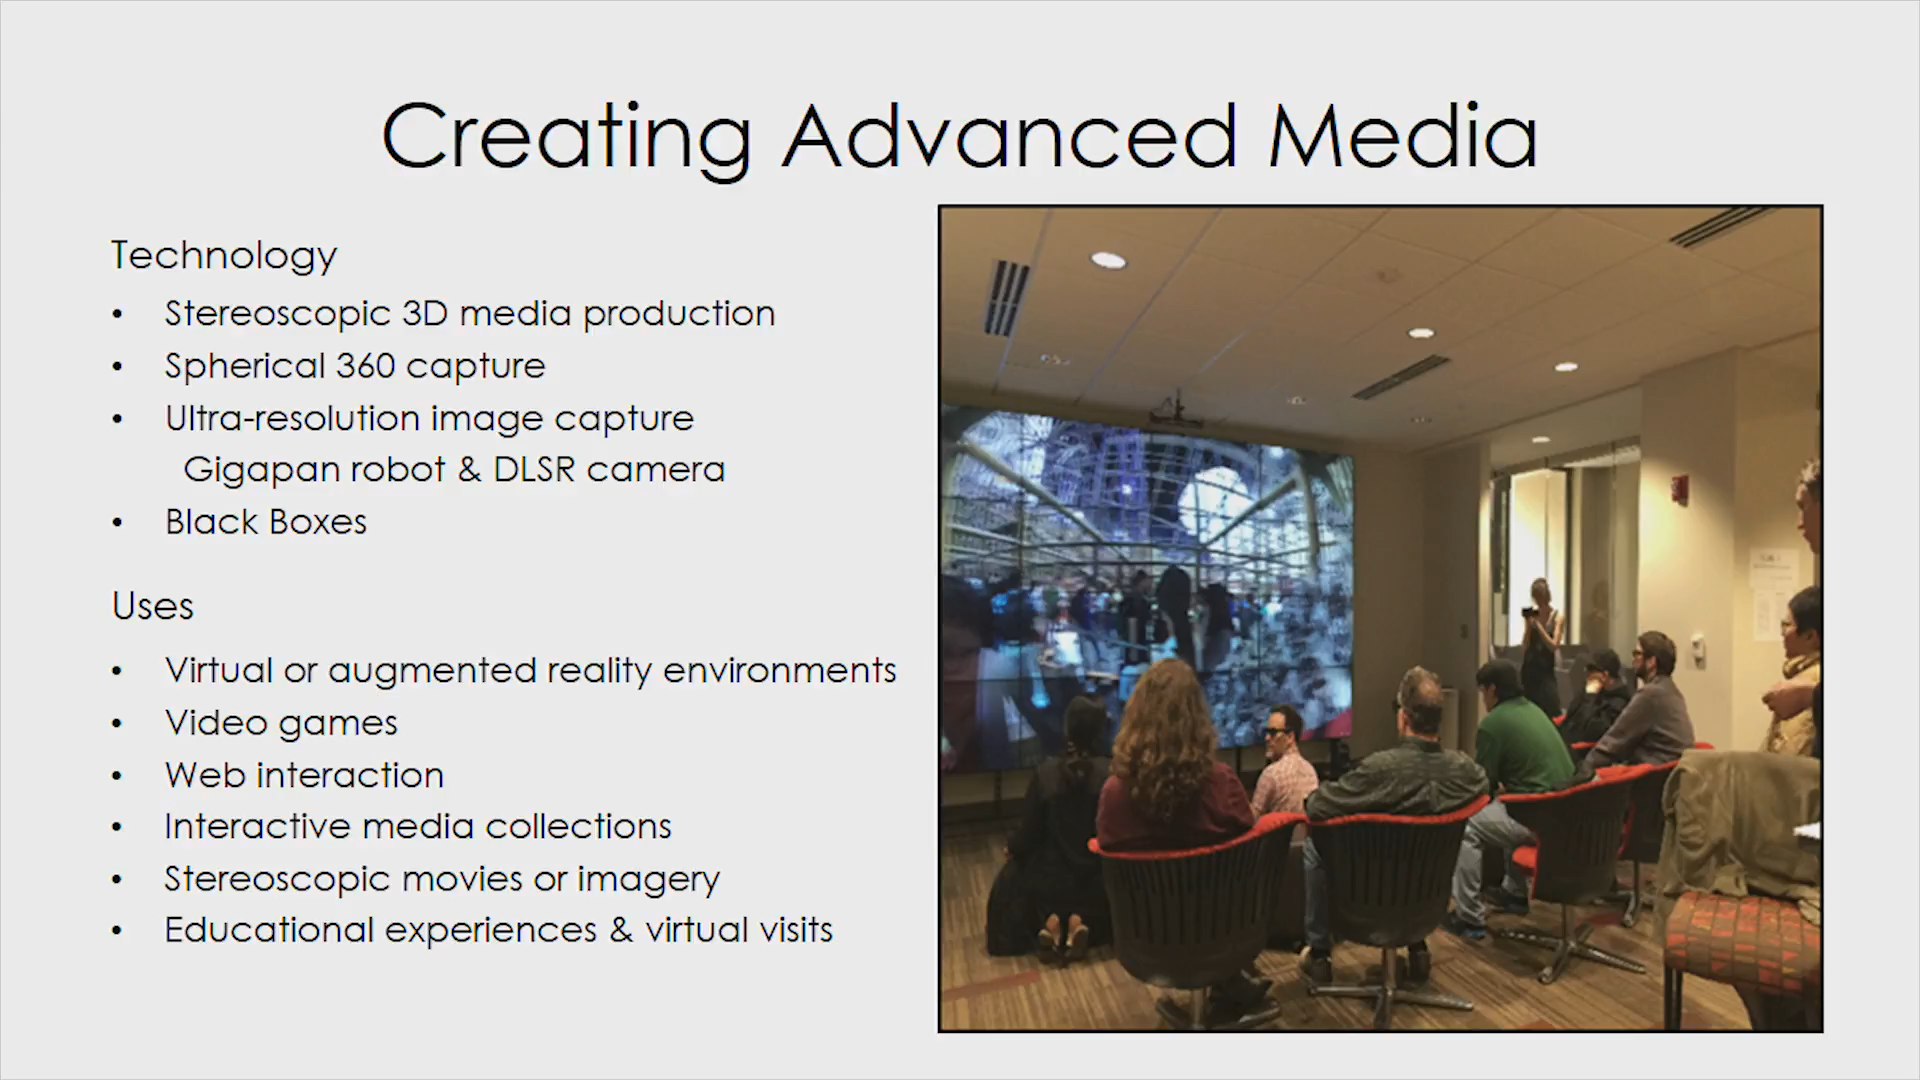 Creating Advanced Media
Technology
• Stereoscopic 3D media production
• Spherical 360 capture
• Ultra-resolution image capture
Gigapan robot & DLSR camera
• Black Boxes
Uses
• Virtual or augmented reality environments
• Video games
• Web interaction
• Interactive media collections
• Stereoscopic movies or imagery
• Educational experiences & virtual visits